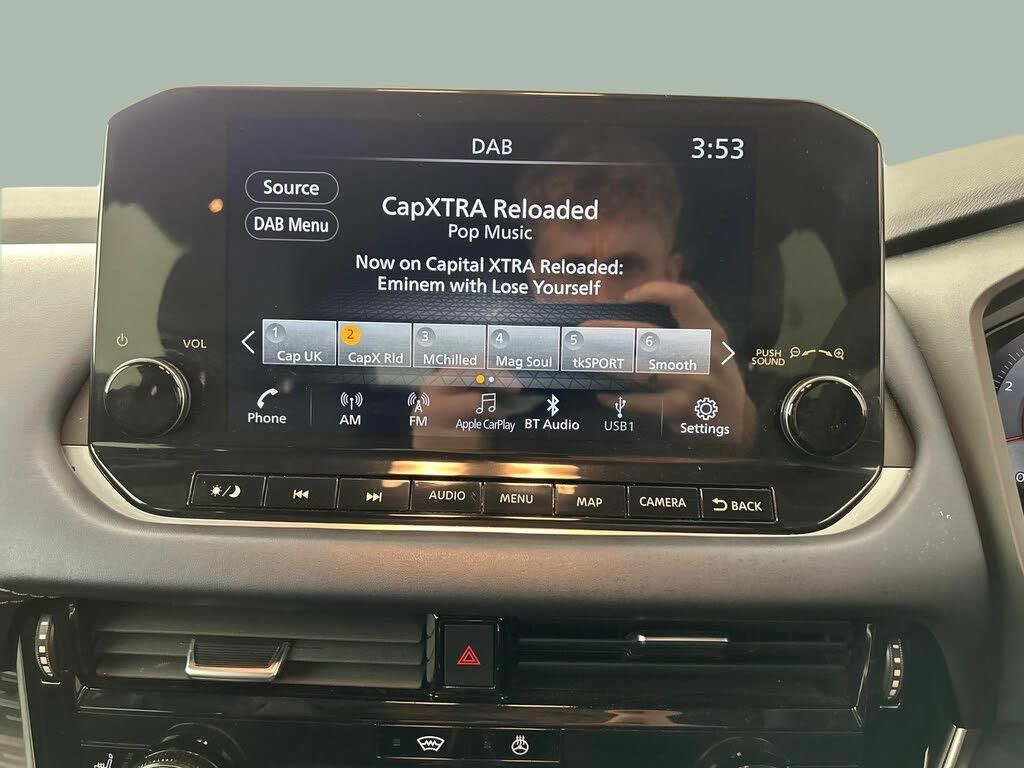 DAB
3:53
Source
DAB Menu
CapXTRA Reloaded
Pop Music
Now on Capital XTRA Reloaded:
Eminem with Lose Yourself
1 2 3 4 5 6
Cap UK CapX Rld MChilled Mag Soul tkSPORT Smooth
VOL
PUSH
SOUND
Phone AM FM Apple CarPlay BT Audio USB1 Settings
AUDIO MENU MAP CAMERA BACK
2